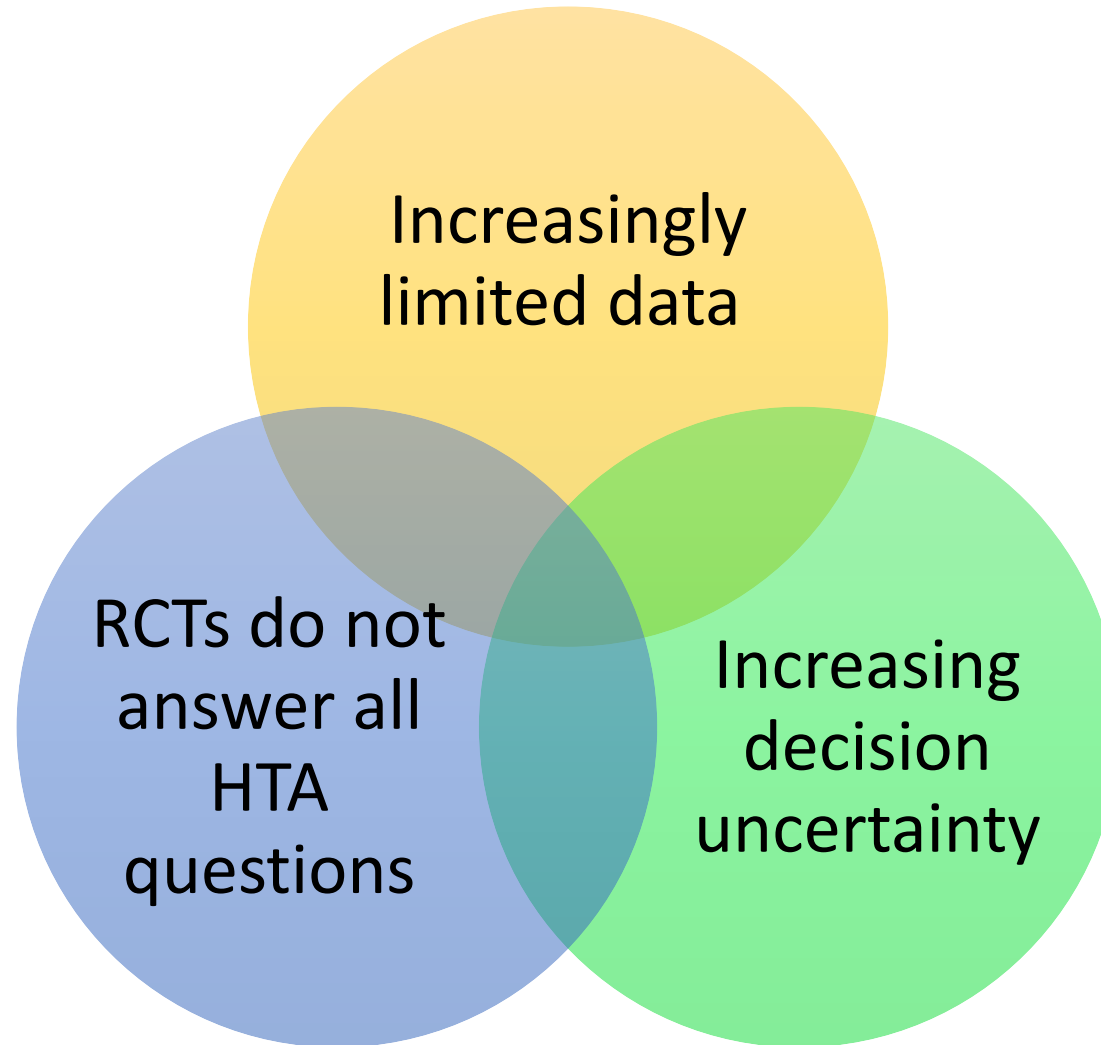 Increasingly
limited data
RCTs do not
answer all
HTA
questions
Increasing
decision
uncertainty